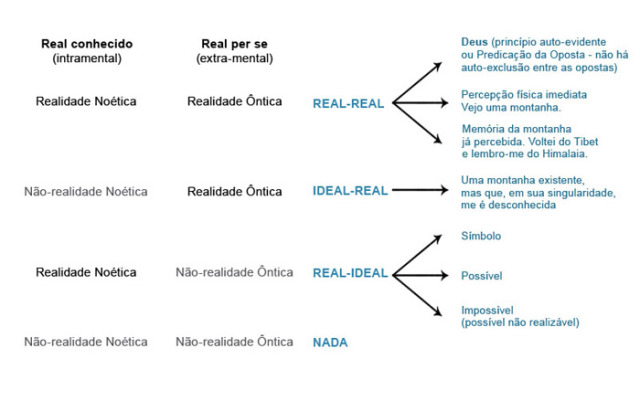 Real conhecido
(intramental)
Real per se
(extra-mental)
Deus (princípio auto-evidente
ou Predicação da Oposta - não há
auto-exclusão entre as opostas)
Realidade Noética
Realidade Ôntica
REAL-REAL
Percepção física imediata
Vejo uma montanha.
Memória da montanha
já percebida. Voltei do Tibet
e lembro-me do Himalaia.
Não-realidade Noética
Realidade Ôntica
IDEAL-REAL
Uma montanha existente,
mas que, em sua singularidade,
me é desconhecida
Símbolo
Realidade Noética
Não-realidade Ôntica
REAL-IDEAL
Possível
Impossível
(possível não realizável)
Não-realidade Noética
Não-realidade Ôntica
NADA